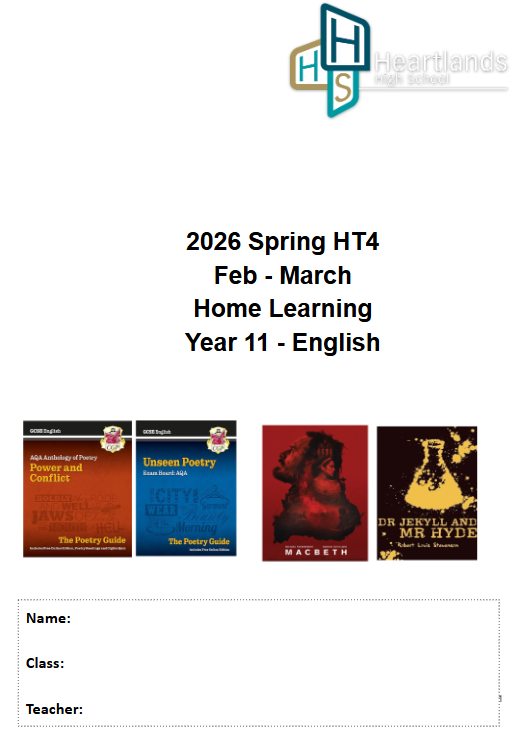 H
H
S
Heartlands
High School
2026 Spring HT4
Feb - March
Home Learning
Year 11 - English
GCSE English
CGP
AQA Anthology of Poetry
Power and
Conflict
The Poetry Guide
GCSE English
CGP
Unseen Poetry
Exam Board: AQA
The Poetry Guide
MACBETH
DR JEKYLL AND
MR HYDE
Robert Louis Stevenson
Name:
Class:
Teacher: